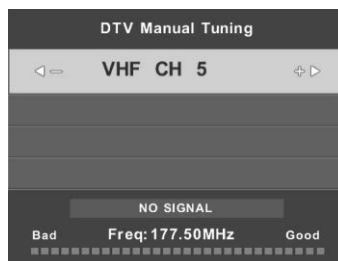 DTV Manual Tuning
VHF CH 5
NO SIGNAL
Bad Freq:177.50MHz Good